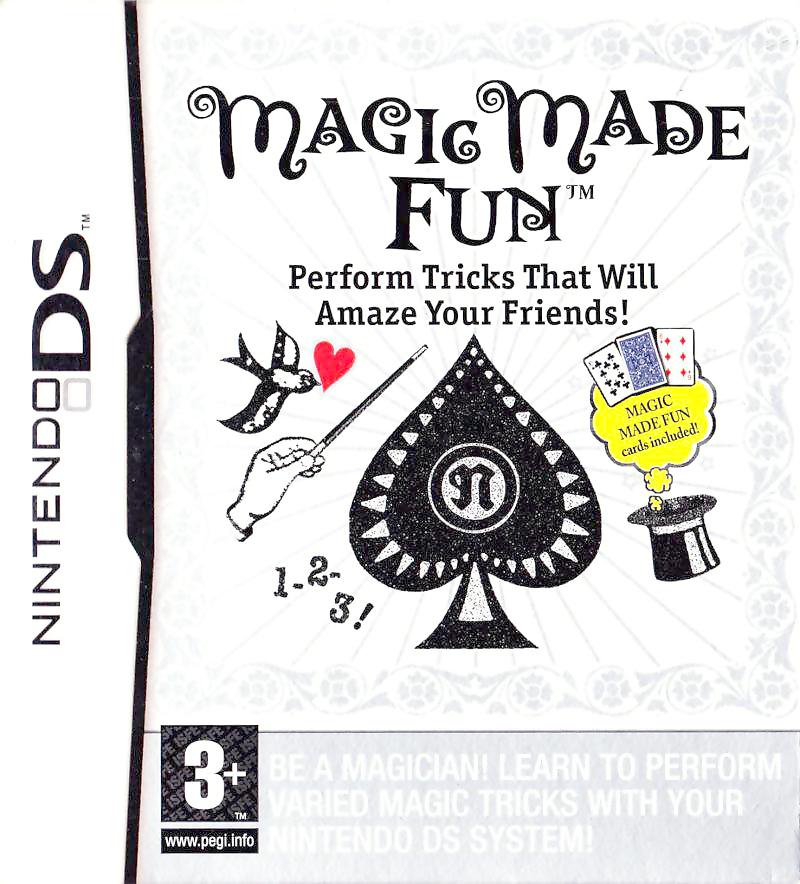 NINTENDO DS™
MAGIC MADE
FUN™
Perform Tricks That Will
Amaze Your Friends!
MAGIC
MADE FUN
cards included!
n
1-2-
3!
3+
TM
www.pegi.info
BE A MAGICIAN! LEARN TO PERFORM
VARIED MAGIC TRICKS WITH YOUR
NINTENDO DS SYSTEM!